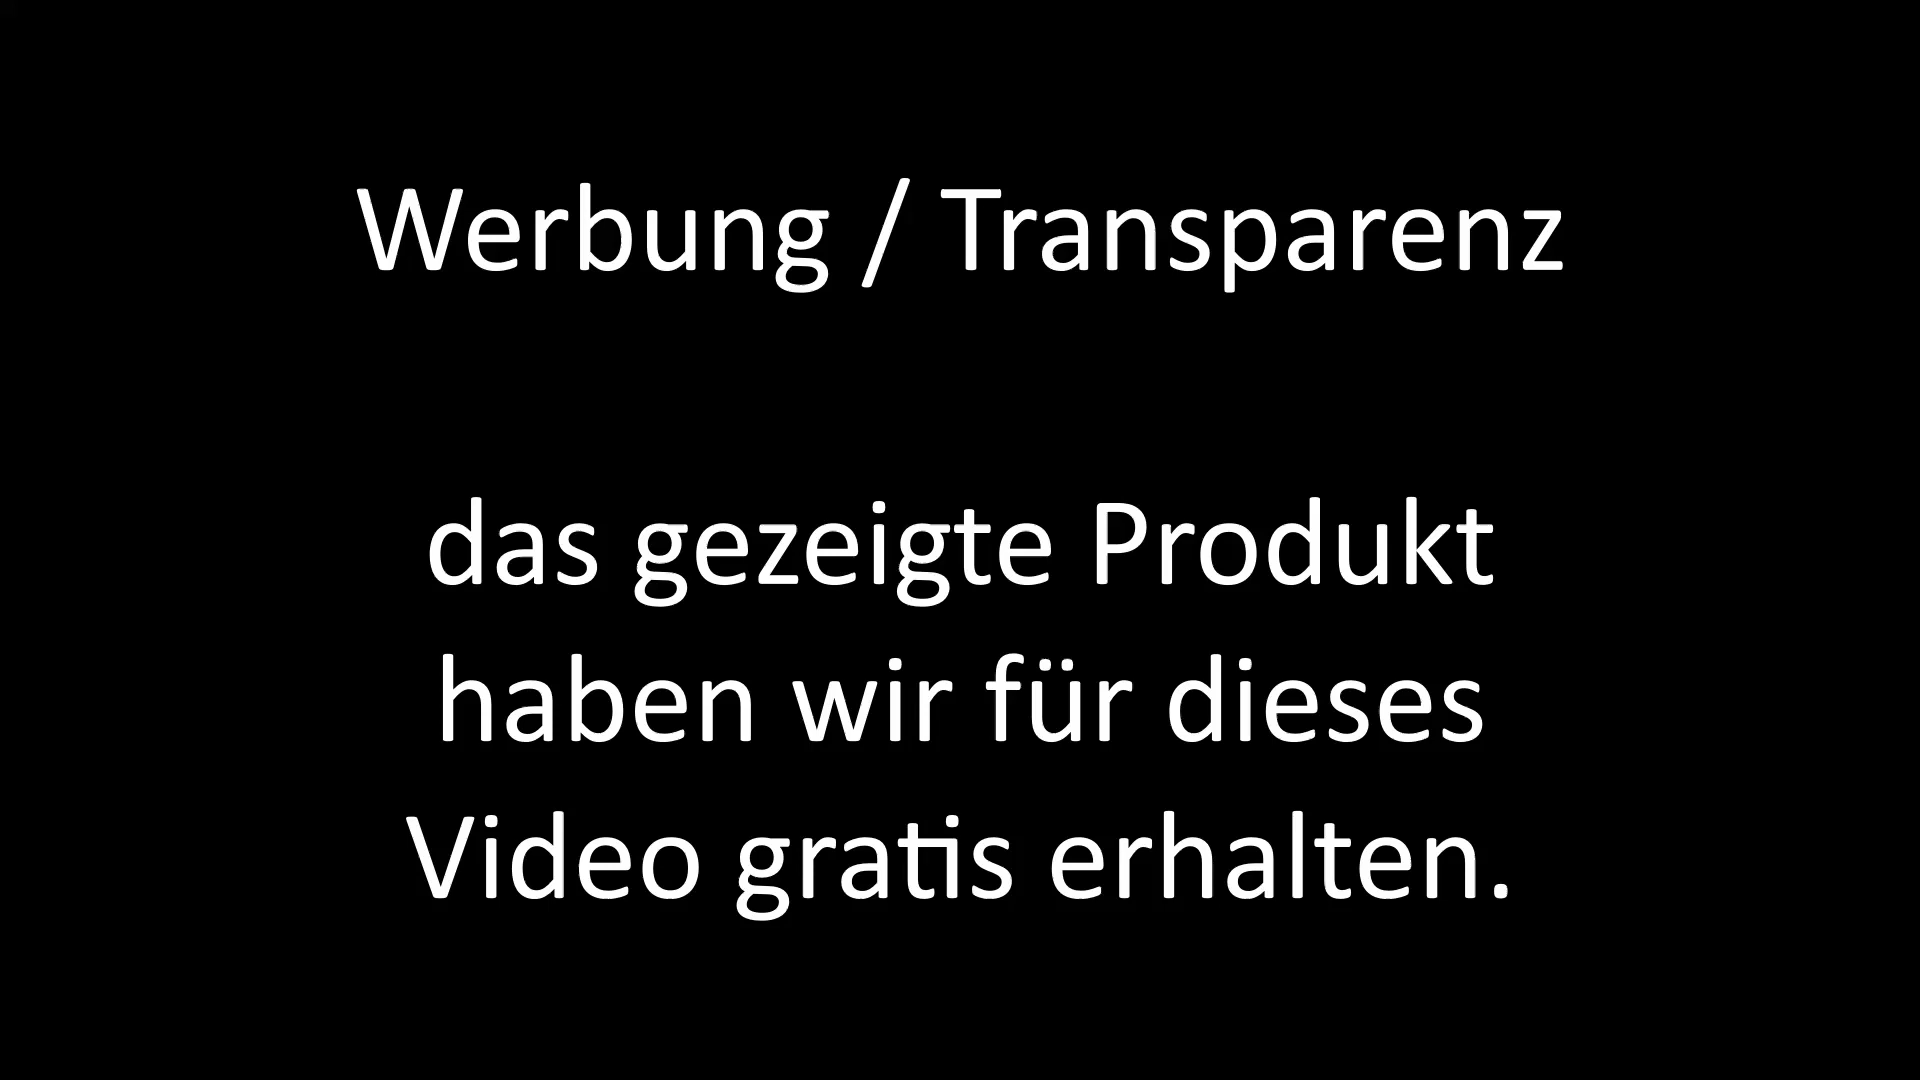 Werbung / Transparenz
das gezeigte Produkt
haben wir für dieses
Video gratis erhalten.